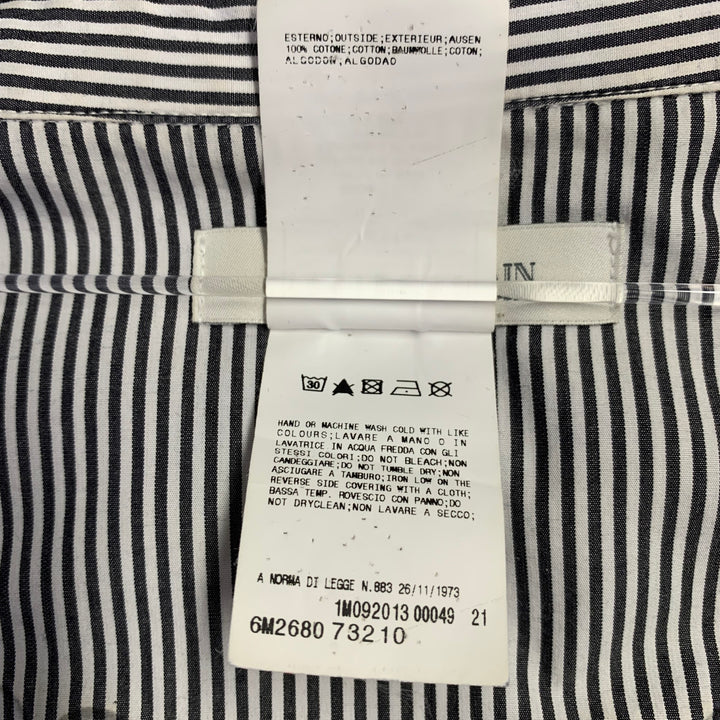 ESTERNO;OUTSIDE;EXTERIEUR;AUSEN
100% COTONE;COTTON;BAUMWOLLE;COTON;
ALGODON;ALGODAO
IN
30
HAND OR MACHINE WASH COLD WITH LIKE
COLOURS;LAVARE A MANO O IN
LAVATRICE IN ACQUA FREDDA CON GLI
STESSI COLORI;DO NOT BLEACH;NON
CANDEGGIARE;DO NOT TUMBLE DRY;NON
ASCIUGARE A TAMBURO;IRON LOW ON THE
REVERSE SIDE COVERING WITH A CLOTH;
BASSA TEMP. ROVESCIO CON PANNO;DO
NOT DRYCLEAN;NON LAVARE A SECCO;
A NORMA DI LEGGE N.883 26/11/1973
1M092013 00049 21
6M2680 73210